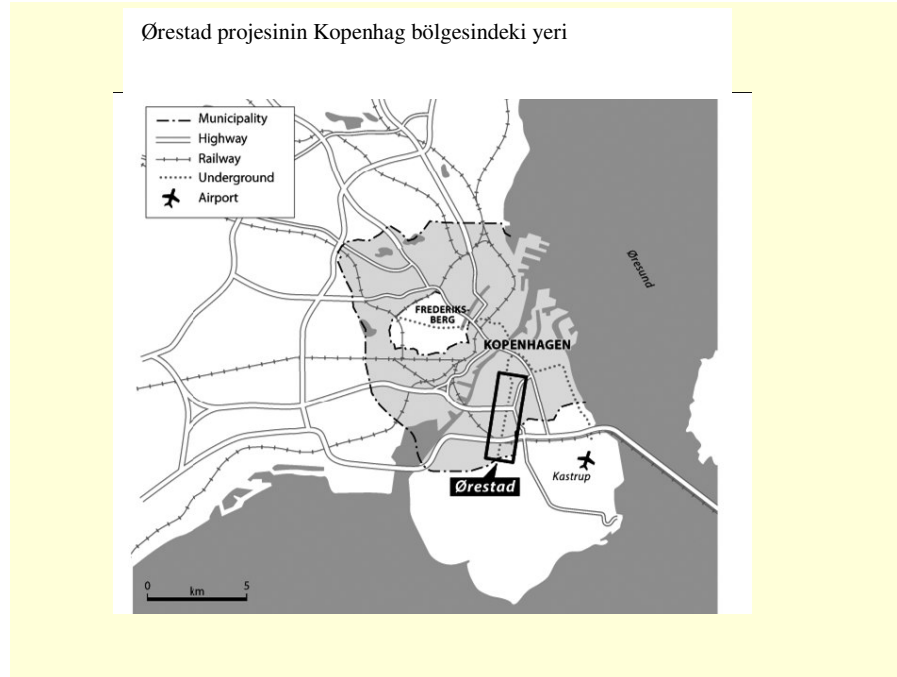 Ørestad projesinin Kopenhag bölgesindeki yeri
Municipality
Highway
Railway
Underground
Airport
Øresund
FREDERIKS-
BERG
KOPENHAGEN
Ørestad
Kastrup
0 5
km